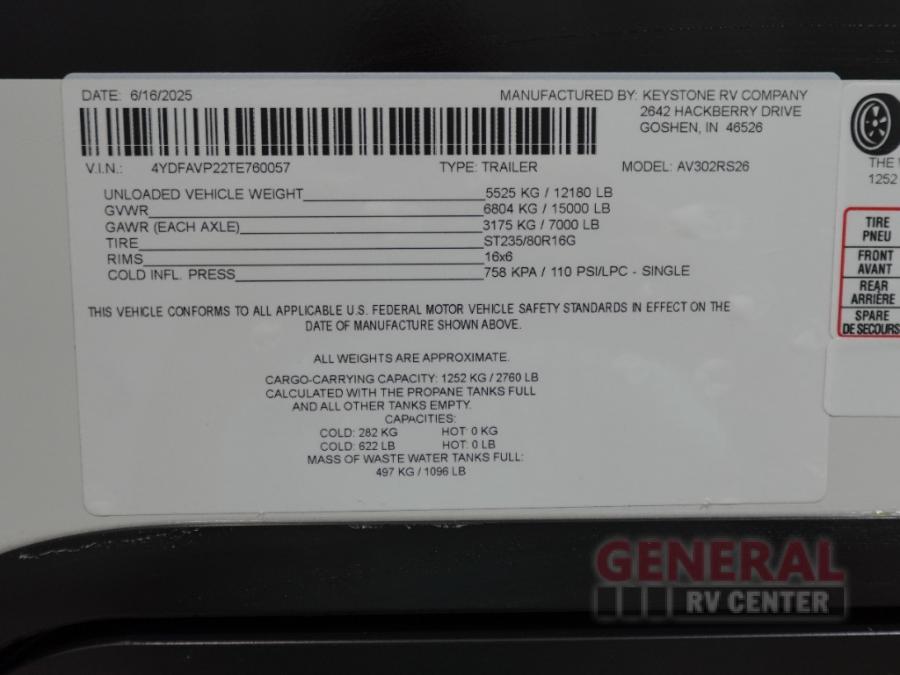 DATE: 6/16/2025 MANUFACTURED BY: KEYSTONE RV COMPANY
2642 HACKBERRY DRIVE
GOSHEN, IN 46526
V.I.N.: 4YDFAVP22TE760057 TYPE: TRAILER MODEL: AV302RS26
UNLOADED VEHICLE WEIGHT 5525 KG / 12180 LB
GVWR 6804 KG / 15000 LB
GAWR (EACH AXLE) 3175 KG / 7000 LB
TIRE ST235/80R16G
RIMS 16x6
COLD INFL. PRESS 758 KPA / 110 PSI/LPC - SINGLE
THIS VEHICLE CONFORMS TO ALL APPLICABLE U.S. FEDERAL MOTOR VEHICLE SAFETY STANDARDS IN EFFECT ON THE
DATE OF MANUFACTURE SHOWN ABOVE.
ALL WEIGHTS ARE APPROXIMATE.
CARGO-CARRYING CAPACITY: 1252 KG / 2760 LB
CALCULATED WITH THE PROPANE TANKS FULL
AND ALL OTHER TANKS EMPTY.
CAPACITIES:
COLD: 282 KG HOT: 0 KG
COLD: 622 LB HOT: 0 LB
MASS OF WASTE WATER TANKS FULL:
497 KG / 1096 LB
THE
1252
TIRE
PNEU
FRONT
AVANT
REAR
ARRIÈRE
SPARE
DE SECOURS
GENERAL
RV CENTER